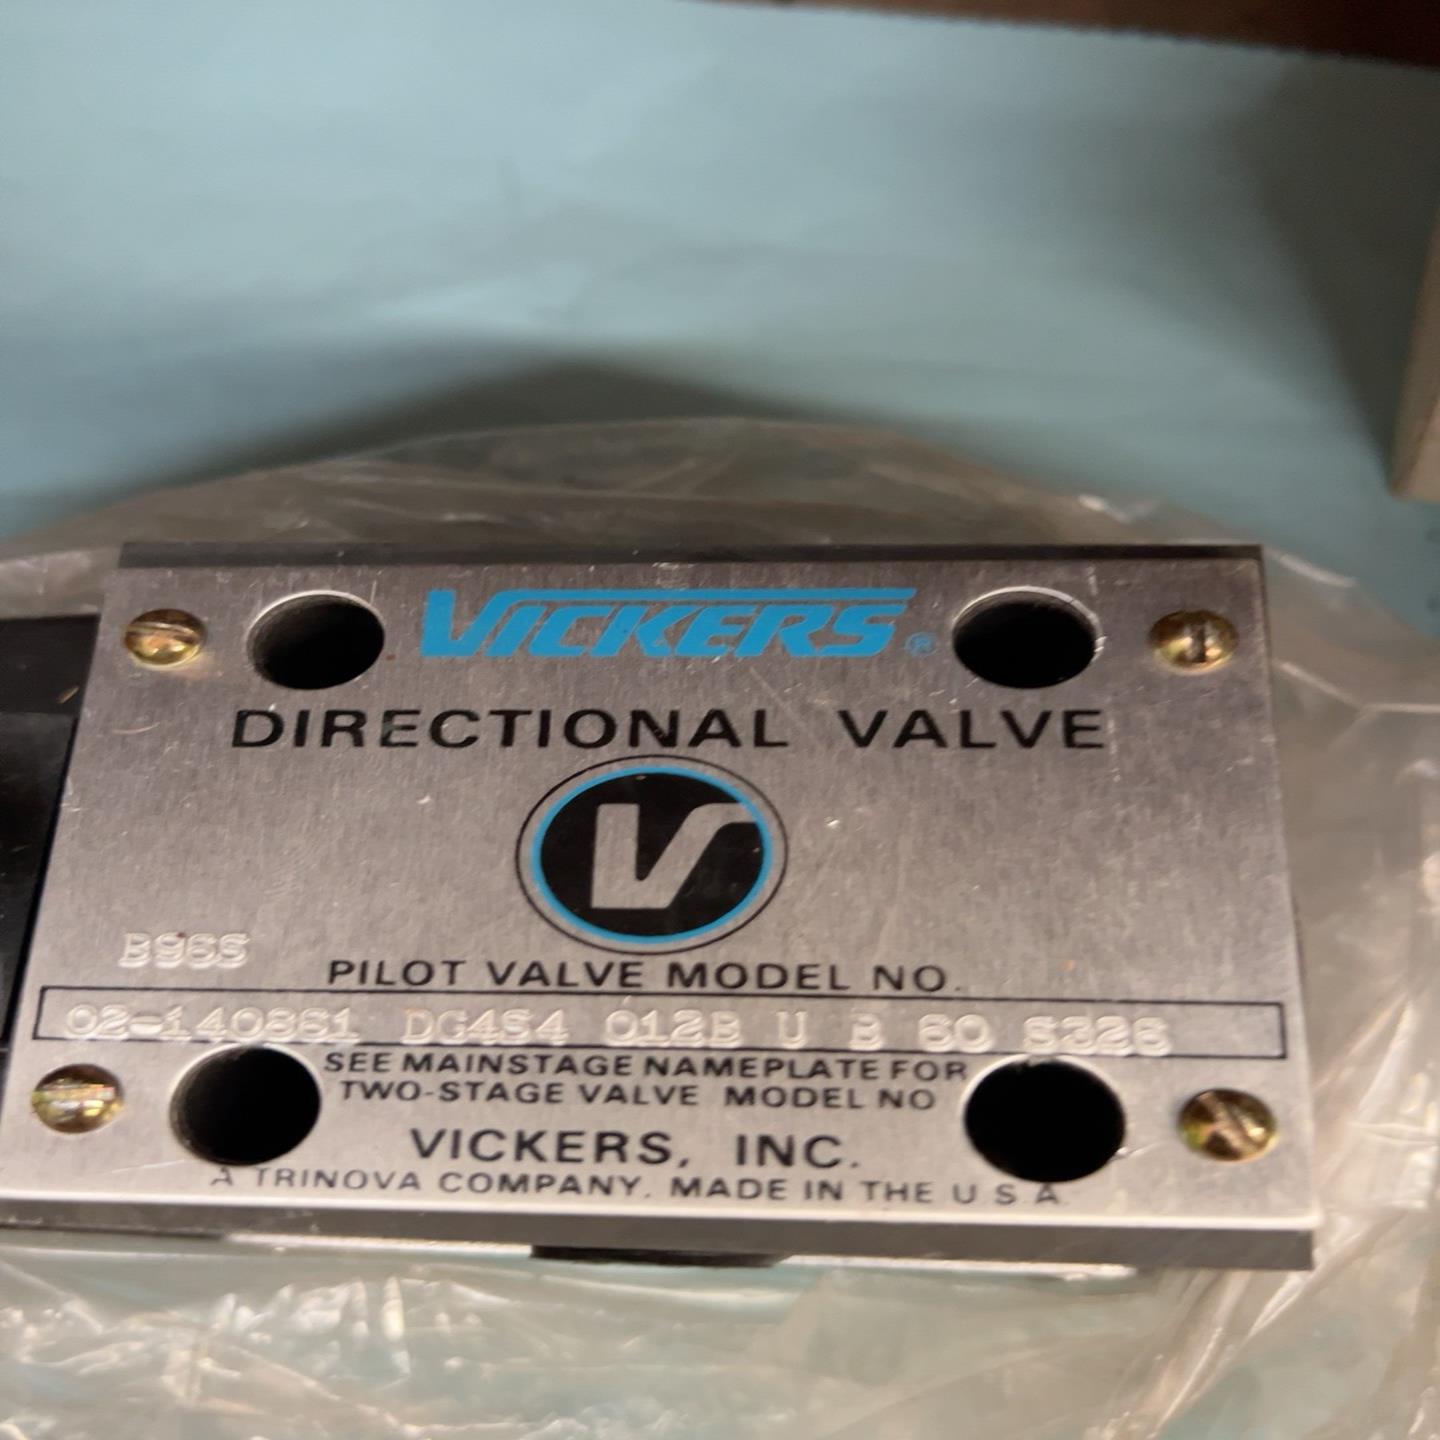 VICKERS®
DIRECTIONAL VALVE
V
B96S
PILOT VALVE MODEL NO.
02-140861 DG4S4 012B U B 60 S326
SEE MAINSTAGE NAMEPLATE FOR
TWO-STAGE VALVE MODEL NO
VICKERS, INC.
A TRINOVA COMPANY. MADE IN THE U S A